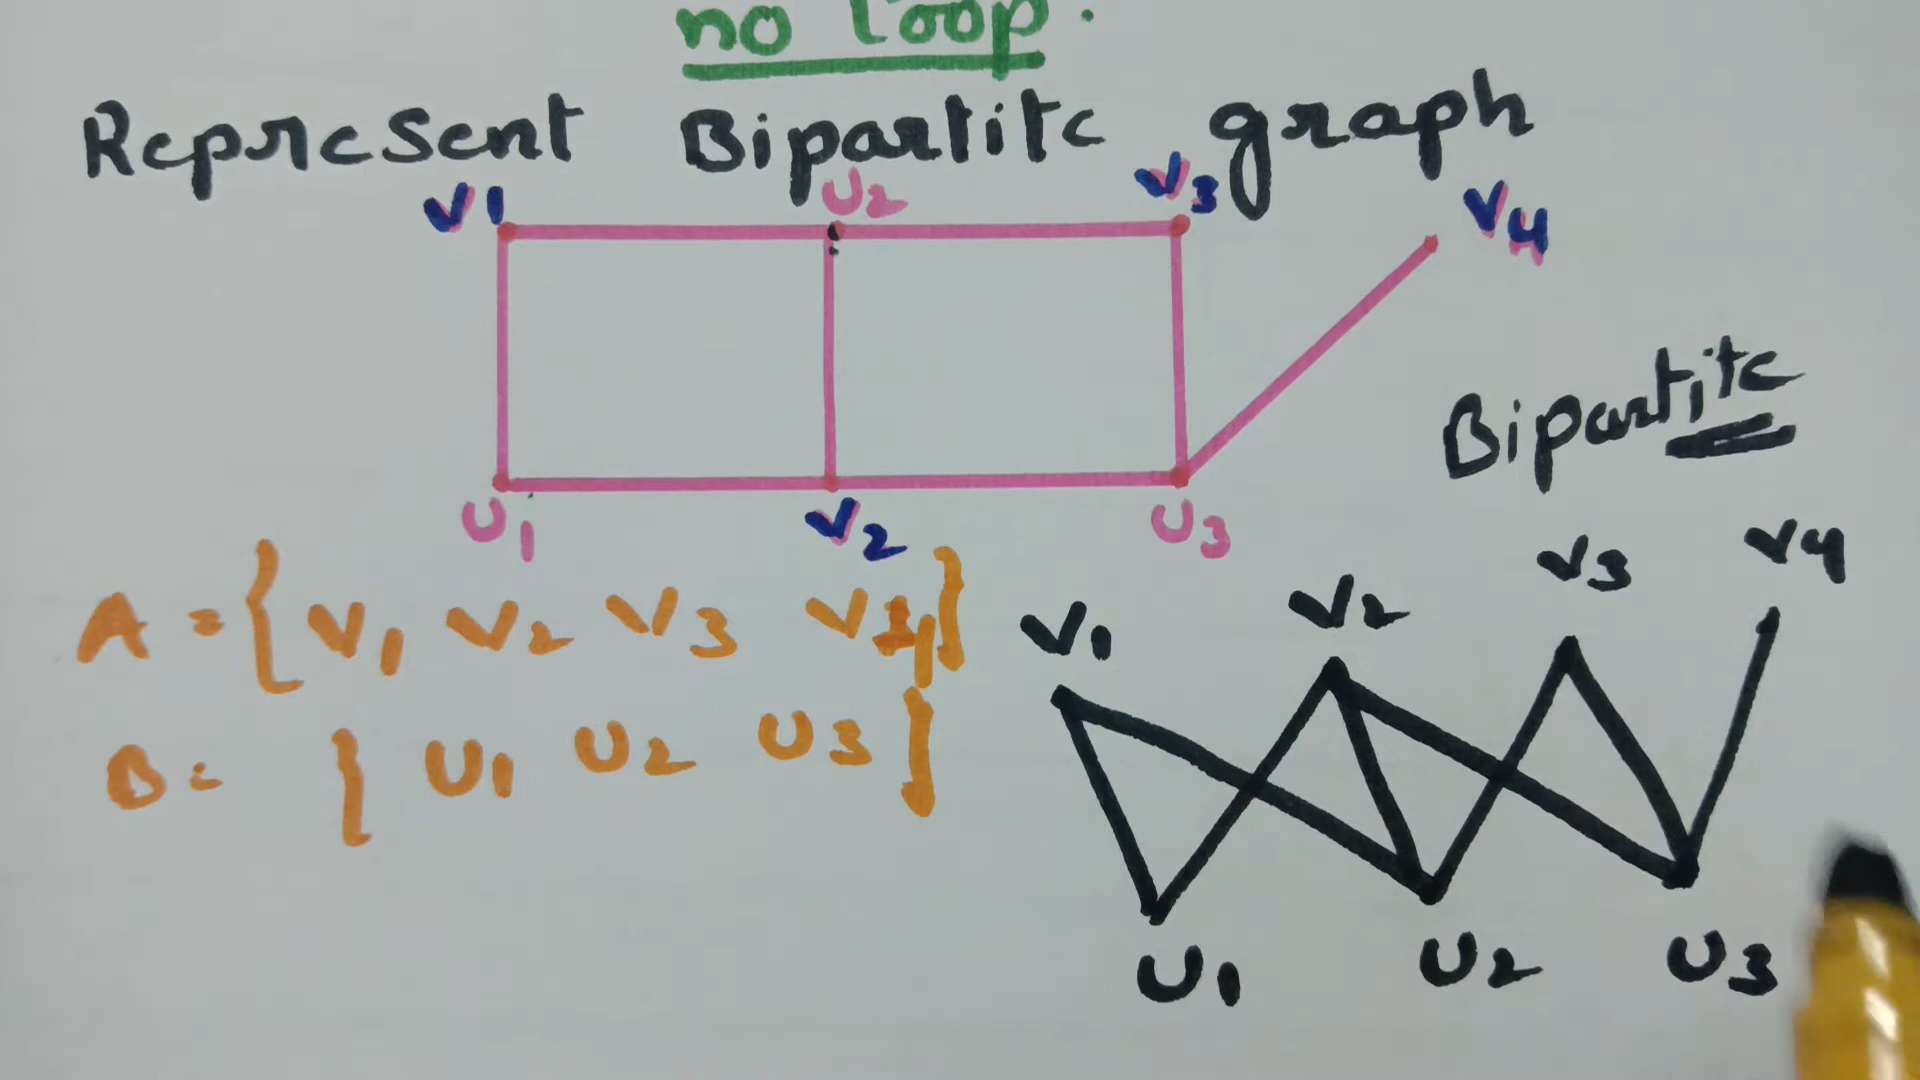 no Loop.
Represent Bipartite graph
V1 U2 V3 V4
U1 V2 U3
Bipartite
A = { V1 V2 V3 V4 }
B = { U1 U2 U3 }
V1 V2 V3 V4
U1 U2 U3